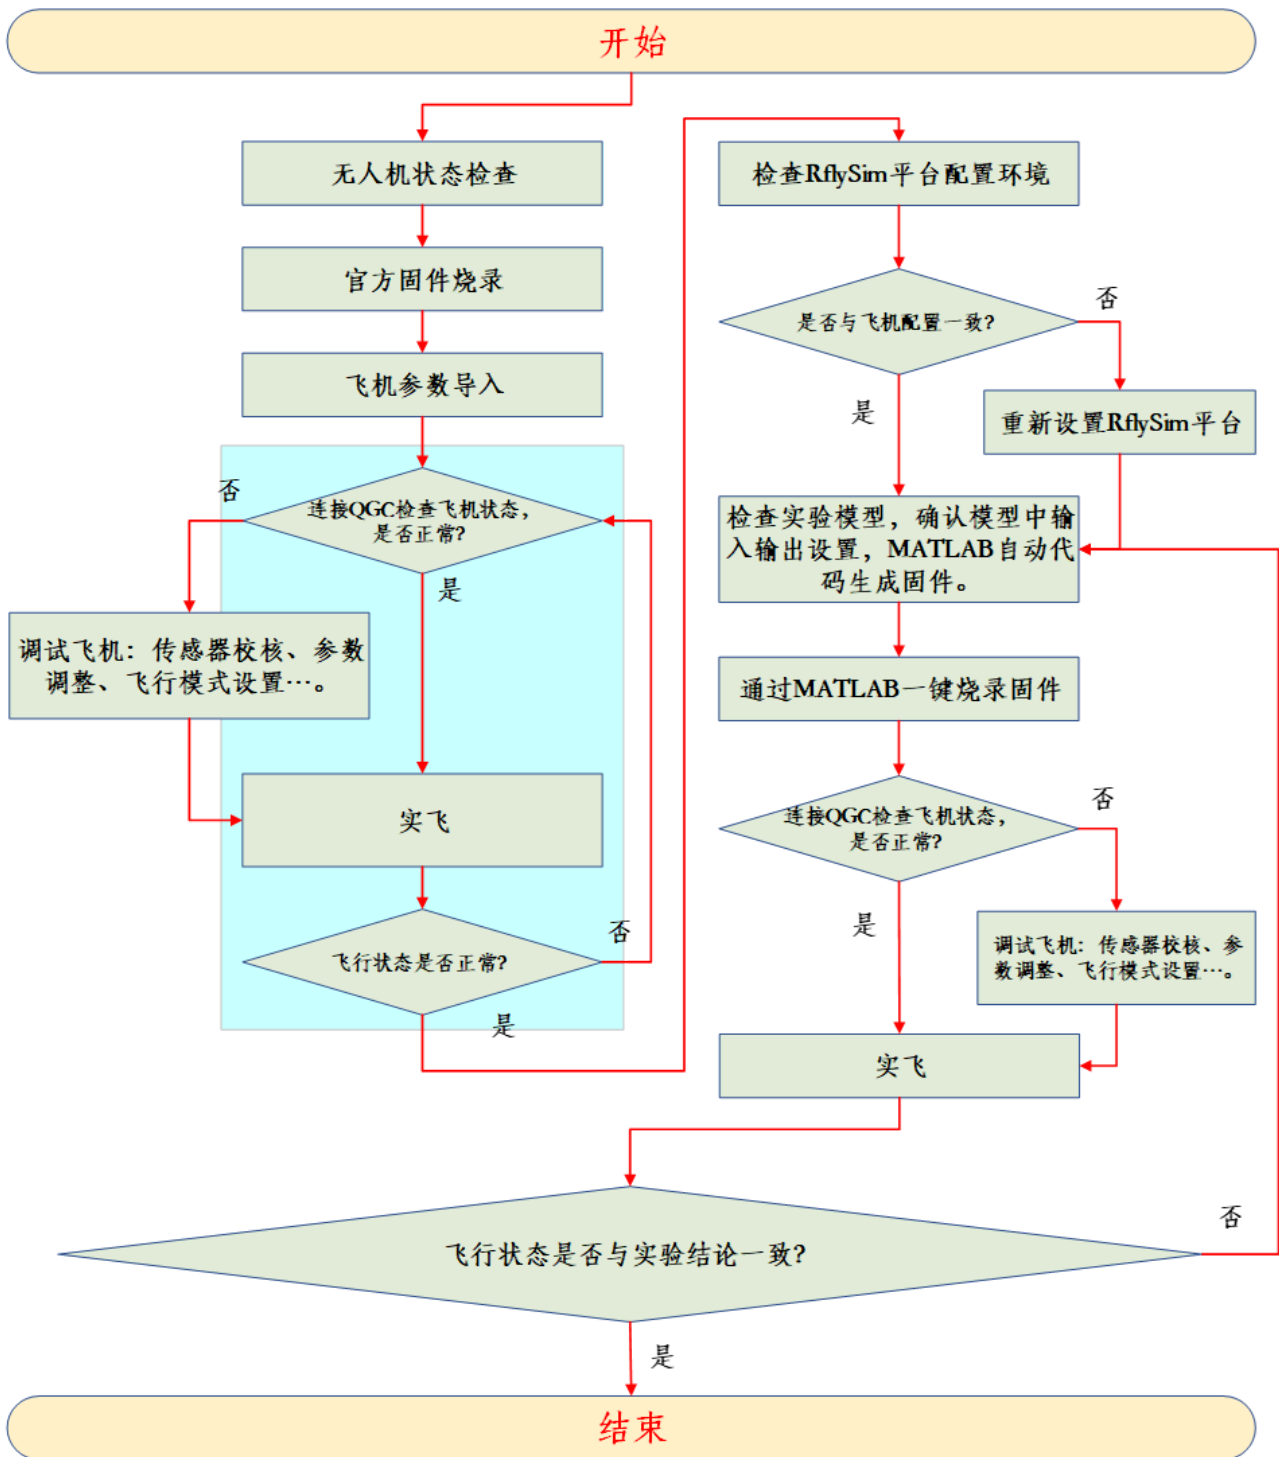 开始
无人机状态检查
官方固件烧录
飞机参数导入
连接QGC检查飞机状态，
是否正常?
否
是
调试飞机：传感器校核、参数
调整、飞行模式设置…。
实飞
飞行状态是否正常?
否
是
检查RflySim平台配置环境
是否与飞机配置一致?
否
是
重新设置RflySim平台
检查实验模型，确认模型中输
入输出设置，MATLAB自动代
码生成固件。
通过MATLAB一键烧录固件
连接QGC检查飞机状态，
是否正常?
否
是
调试飞机：传感器校核、参
数调整、飞行模式设置…。
实飞
飞行状态是否与实验结论一致?
否
是
结束